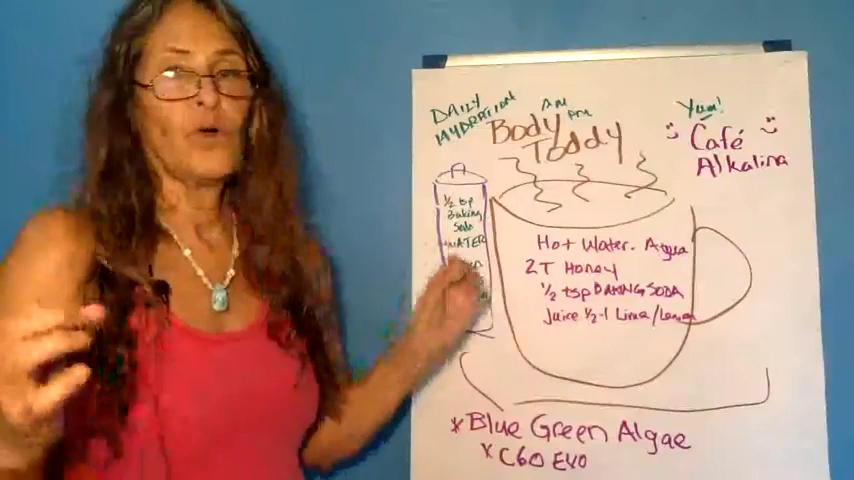 DAILY
HYDRATION
AM
PM
Body
Toddy
Yum!
Café
Alkalina
1/2 tsp
Baking
Soda
WATER
Hot Water. Agua
2T Honey
1/2 tsp BAKING SODA
Juice 1/2-1 Lime/Lemon
* Blue Green Algae
* C60 EVO